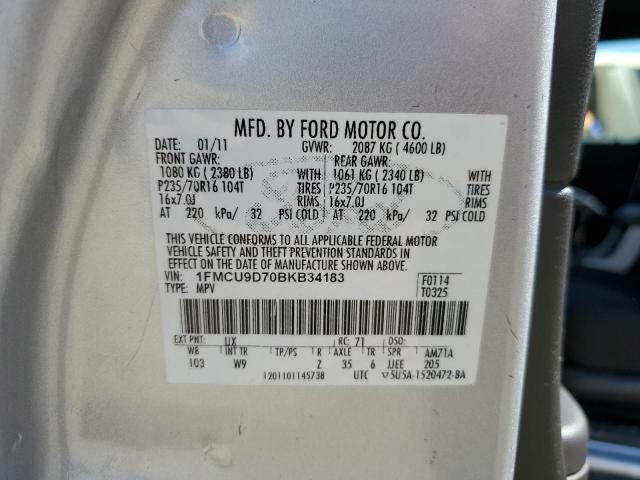 MFD. BY FORD MOTOR CO.
DATE: 01/11 GVWR: 2087 KG ( 4600 LB)
FRONT GAWR: REAR GAWR:
1080 KG ( 2380 LB) WITH 1061 KG ( 2340 LB) WITH
P235/70R16 104T TIRES P235/70R16 104T TIRES
16x7.0J RIMS 16x7.0J RIMS
AT 220 kPa/ 32 PSI COLD AT 220 kPa/ 32 PSI COLD
THIS VEHICLE CONFORMS TO ALL APPLICABLE FEDERAL MOTOR
VEHICLE SAFETY AND THEFT PREVENTION STANDARDS IN
EFFECT ON THE DATE OF MANUFACTURE SHOWN ABOVE.
VIN: 1FMCU9D70BKB34183 F0114
TYPE: MPV T0325
EXT PNT: UX RC: 71 DSO:
WB INT TR TP/PS R AXLE TR SPR AM71A
103 W9 Z 35 6 JJEE 205
1201101145738 UTC ▽5U5A-1520472-BA